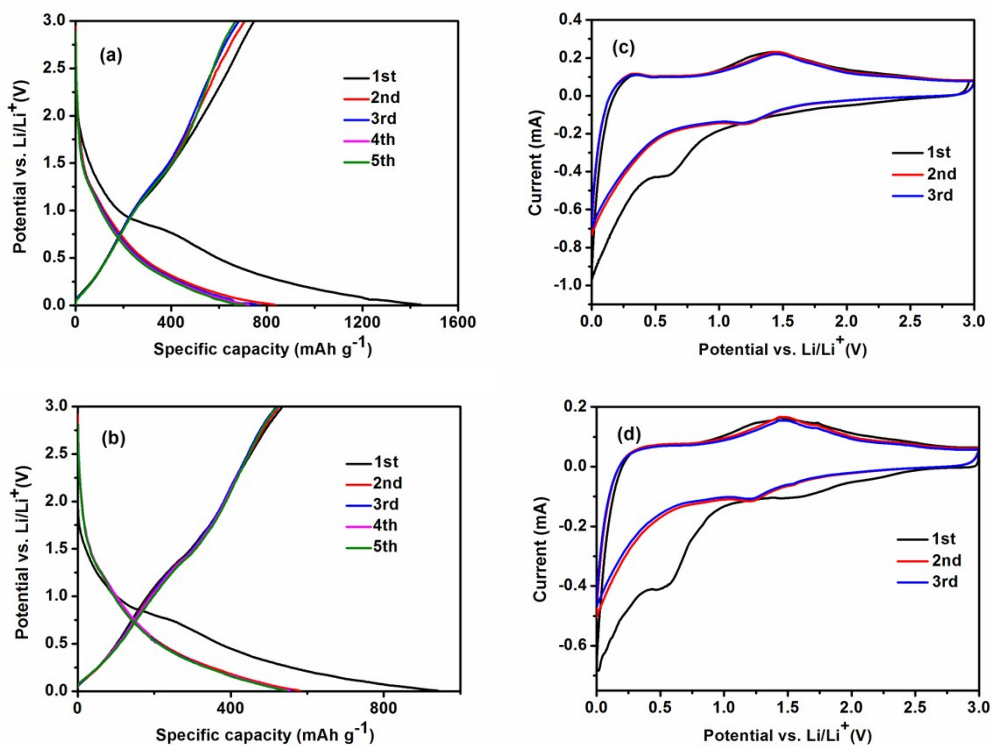 (a)
3.0
2.5
2.0
1.5
1.0
0.5
0.0
Potential vs. Li/Li⁺(V)
1st
2nd
3rd
4th
5th
0 400 800 1200 1600
Specific capacity (mAh g⁻¹)
(c)
0.4
0.2
0.0
-0.2
-0.4
-0.6
-0.8
-1.0
Current (mA)
1st
2nd
3rd
0.0 0.5 1.0 1.5 2.0 2.5 3.0
Potential vs. Li/Li⁺(V)
(b)
3.0
2.5
2.0
1.5
1.0
0.5
0.0
Potential vs. Li/Li⁺(V)
1st
2nd
3rd
4th
5th
0 400 800
Specific capacity (mAh g⁻¹)
(d)
0.2
0.0
-0.2
-0.4
-0.6
Current (mA)
1st
2nd
3rd
0.0 0.5 1.0 1.5 2.0 2.5 3.0
Potential vs. Li/Li⁺(V)